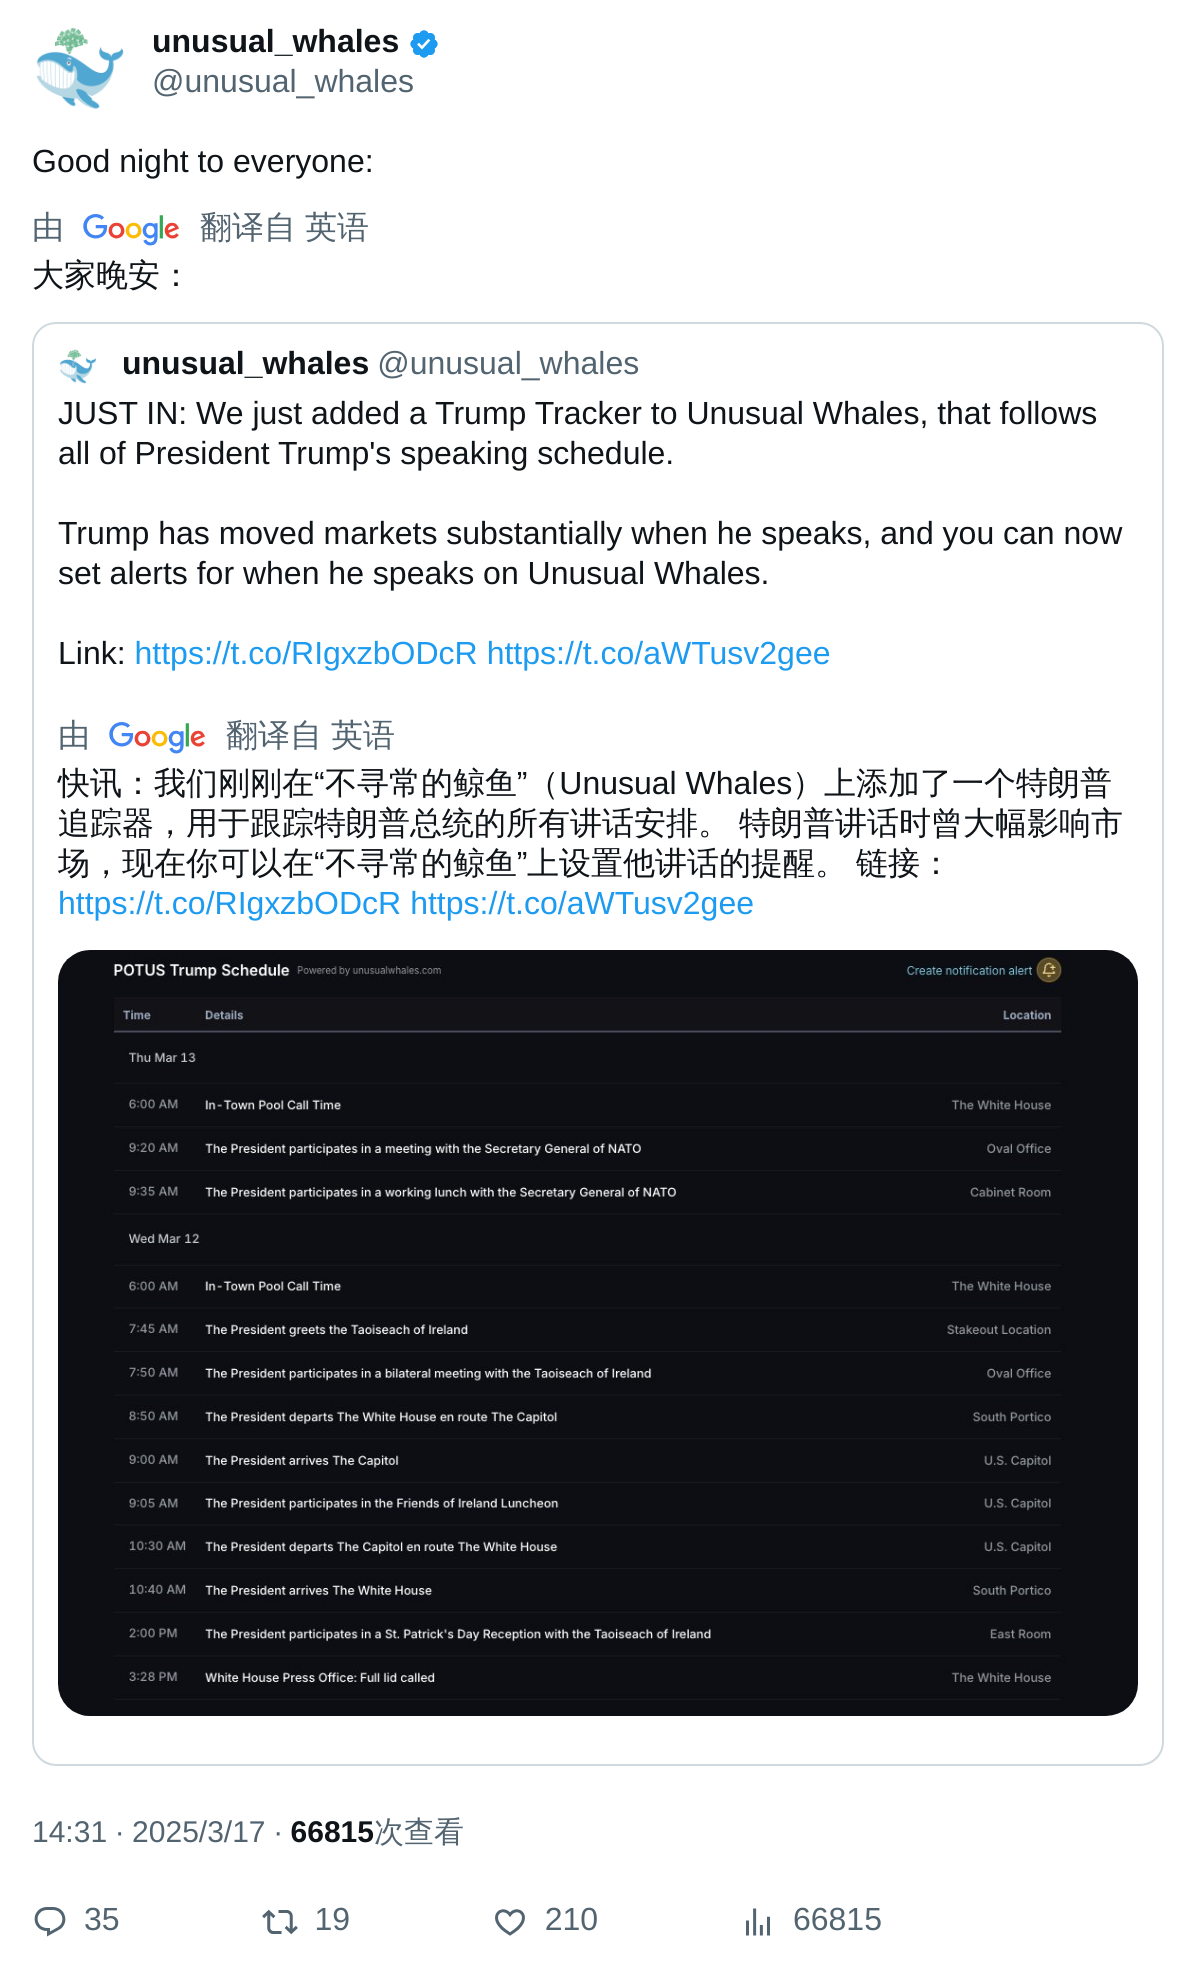 unusual_whales
@unusual_whales
Good night to everyone:
由 Google 翻译自 英语
大家晚安：
unusual_whales @unusual_whales
JUST IN: We just added a Trump Tracker to Unusual Whales, that follows
all of President Trump's speaking schedule.
Trump has moved markets substantially when he speaks, and you can now
set alerts for when he speaks on Unusual Whales.
Link: https://t.co/RIgxzbODcR https://t.co/aWTusv2gee
由 Google 翻译自 英语
快讯：我们刚刚在“不寻常的鲸鱼”（Unusual Whales）上添加了一个特朗普
追踪器，用于跟踪特朗普总统的所有讲话安排。 特朗普讲话时曾大幅影响市
场，现在你可以在“不寻常的鲸鱼”上设置他讲话的提醒。 链接：
https://t.co/RIgxzbODcR https://t.co/aWTusv2gee
POTUS Trump Schedule Powered by unusualwhales.com Create notification alert
Time Details Location
Thu Mar 13
6:00 AM In-Town Pool Call Time The White House
9:20 AM The President participates in a meeting with the Secretary General of NATO Oval Office
9:35 AM The President participates in a working lunch with the Secretary General of NATO Cabinet Room
Wed Mar 12
6:00 AM In-Town Pool Call Time The White House
7:45 AM The President greets the Taoiseach of Ireland Stakeout Location
7:50 AM The President participates in a bilateral meeting with the Taoiseach of Ireland Oval Office
8:50 AM The President departs The White House en route The Capitol South Portico
9:00 AM The President arrives The Capitol U.S. Capitol
9:05 AM The President participates in the Friends of Ireland Luncheon U.S. Capitol
10:30 AM The President departs The Capitol en route The White House U.S. Capitol
10:40 AM The President arrives The White House South Portico
2:00 PM The President participates in a St. Patrick's Day Reception with the Taoiseach of Ireland East Room
3:28 PM White House Press Office: Full lid called The White House
14:31 · 2025/3/17 · 66815次查看
35 19 210 66815